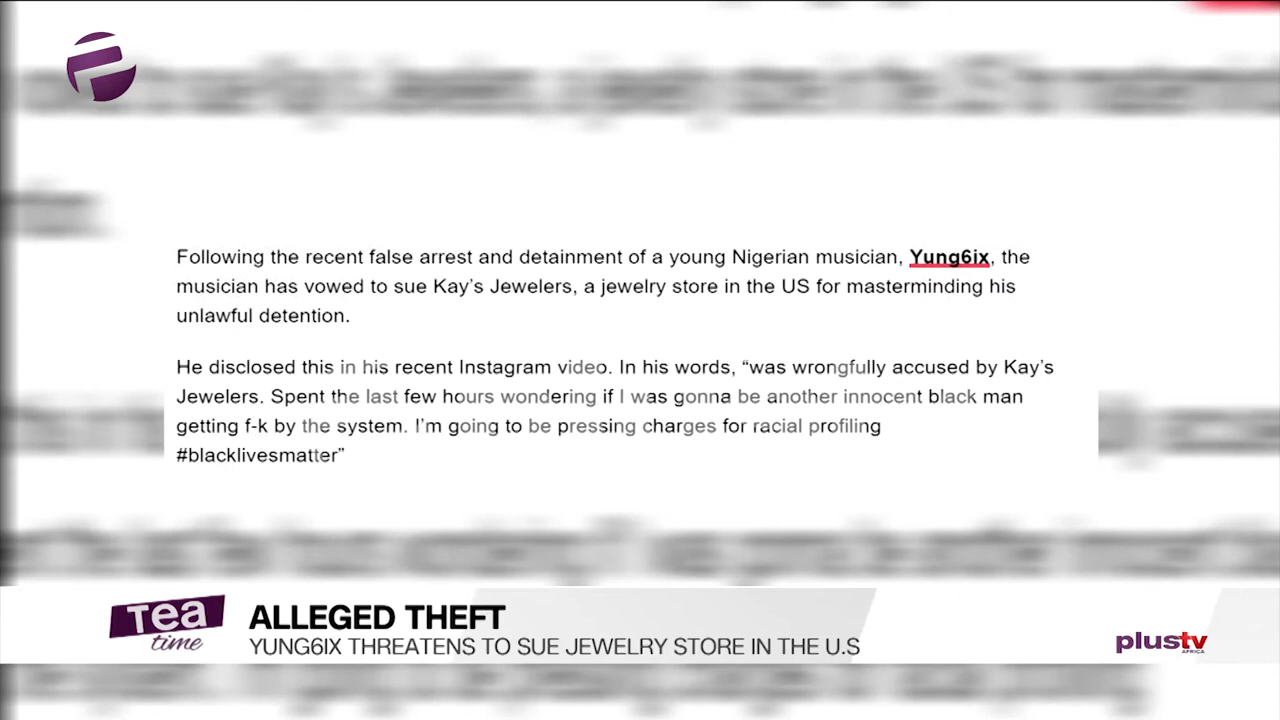 Following the recent false arrest and detainment of a young Nigerian musician, Yung6ix, the
musician has vowed to sue Kay’s Jewelers, a jewelry store in the US for masterminding his
unlawful detention.
He disclosed this in his recent Instagram video. In his words, “was wrongfully accused by Kay’s
Jewelers. Spent the last few hours wondering if I was gonna be another innocent black man
getting f-k by the system. I’m going to be pressing charges for racial profiling
#blacklivesmatter”
Tea
time
ALLEGED THEFT
YUNG6IX THREATENS TO SUE JEWELRY STORE IN THE U.S
plustv
AFRICA